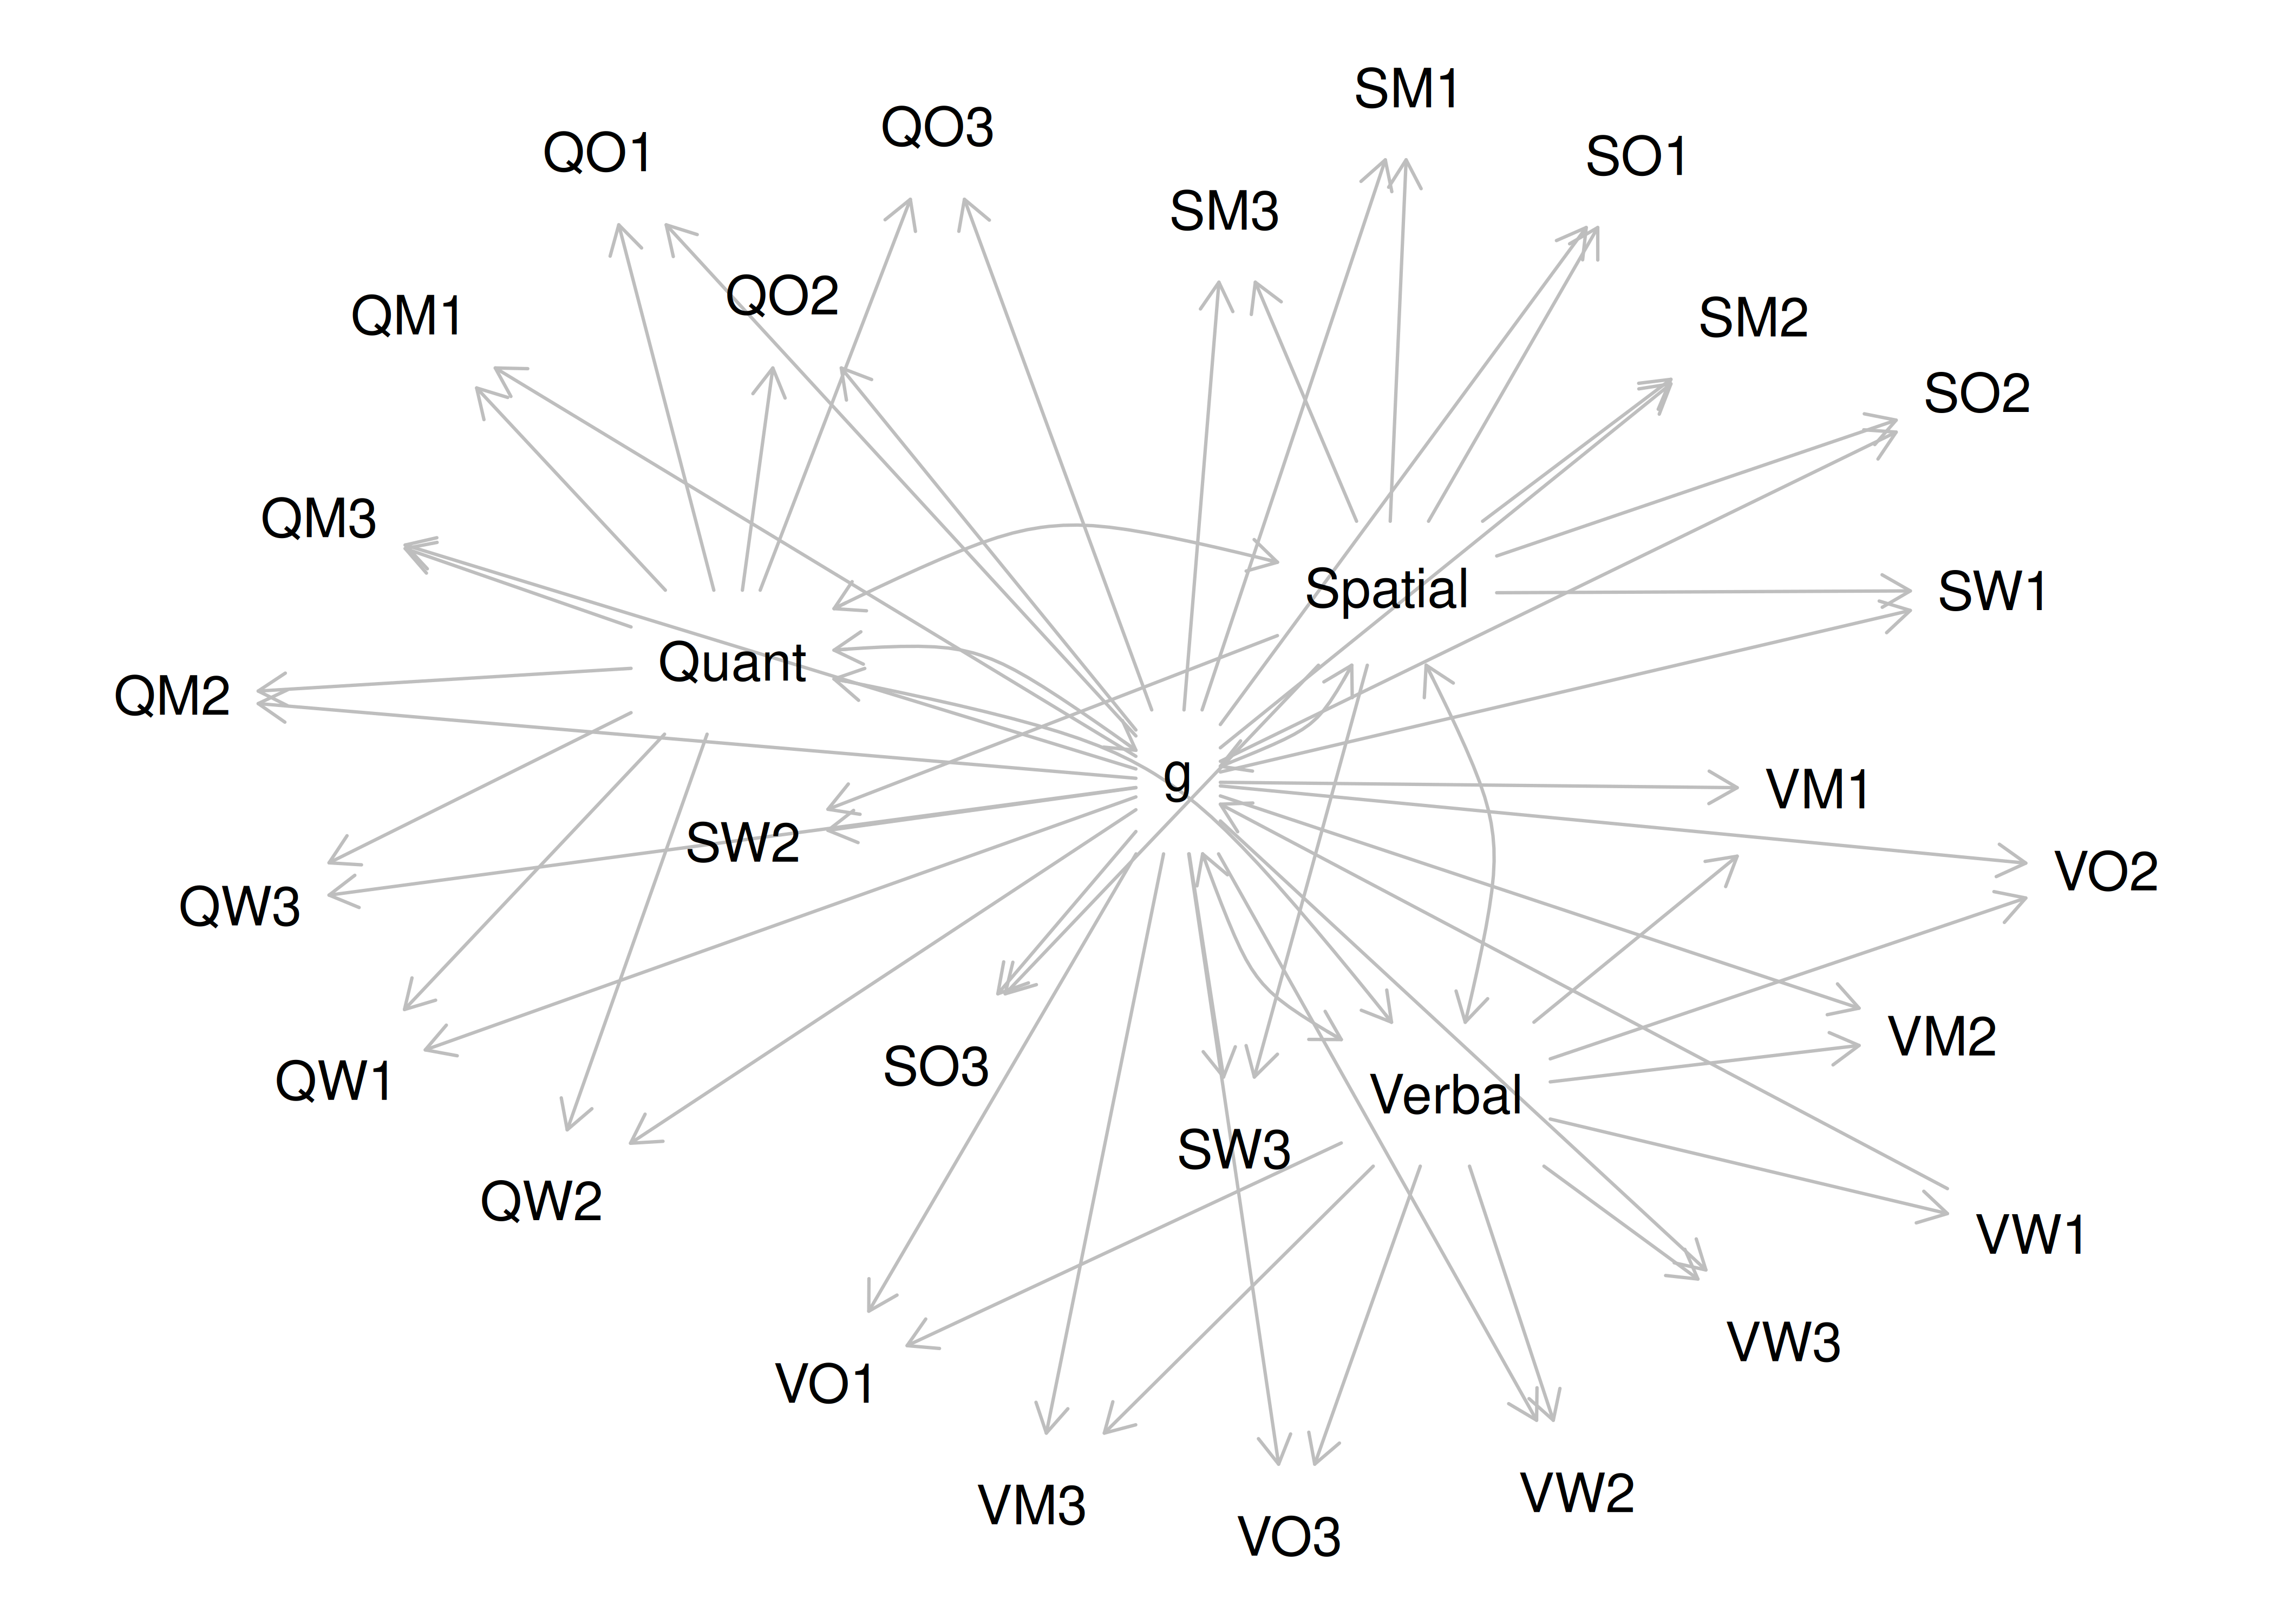 SM1
QO3
QO1
SO1
SM3
QO2
QM1
SM2
SO2
QM3
Spatial
SW1
Quant
QM2
g
VM1
SW2
VO2
QW3
VM2
SO3
QW1
Verbal
SW3
QW2
VW1
VW3
VO1
VW2
VM3
VO3